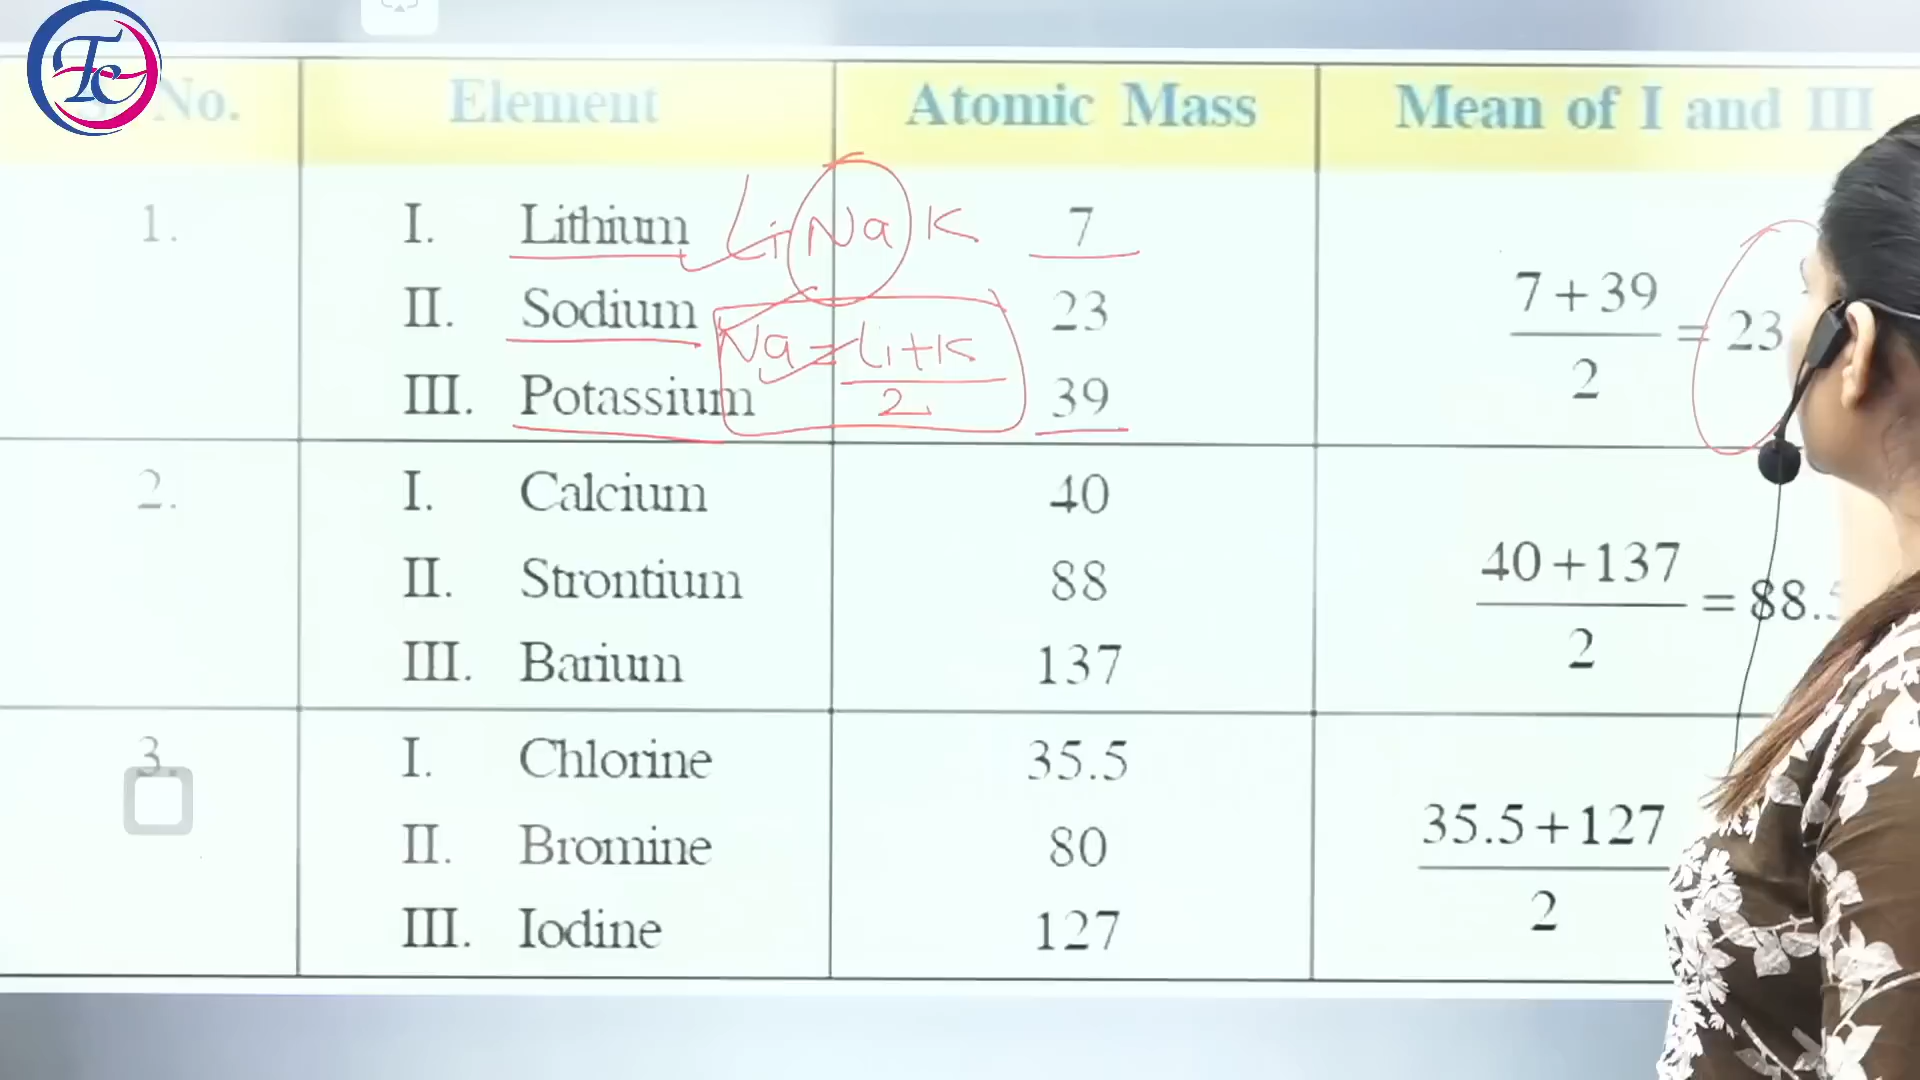 Tc
No. Element Atomic Mass Mean of I and III
1. I. Lithium Li Na K 7
II. Sodium 23
III. Potassium 39
Na = Li+K
2
7+39
2
= 23
2. I. Calcium 40
II. Strontium 88
III. Barium 137
40+137
2
= 88.5
3. I. Chlorine 35.5
II. Bromine 80
III. Iodine 127
35.5+127
2